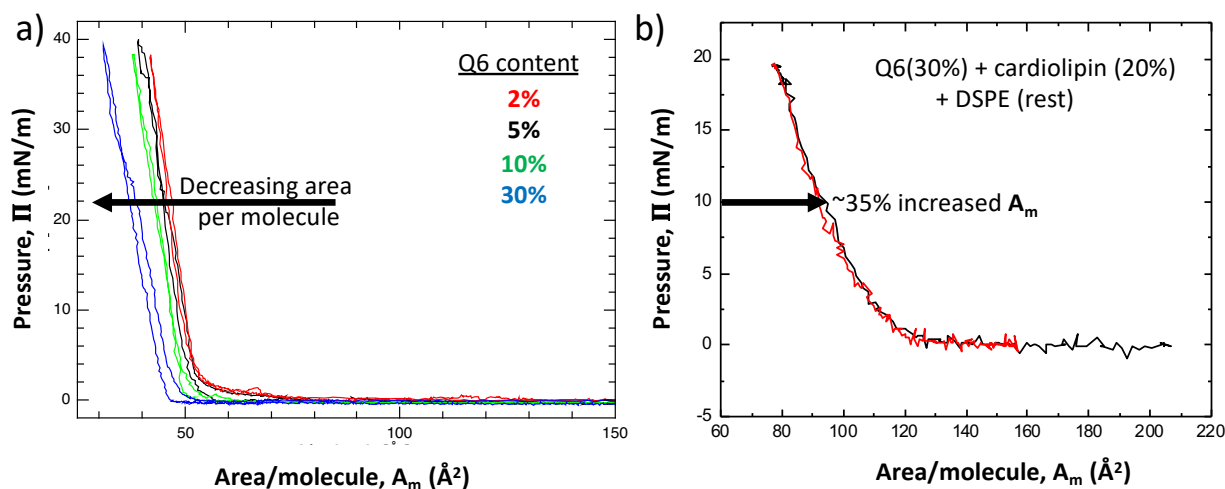 a)
Q6 content
2%
5%
10%
30%
Decreasing area
per molecule
Pressure, Π (mN/m)
40
30
20
10
0
50
100
150
Area/molecule, Aₘ (Å²)
b)
Q6(30%) + cardiolipin (20%)
+ DSPE (rest)
~35% increased Aₘ
Pressure, Π (mN/m)
20
15
10
5
0
-5
60
80
100
120
140
160
180
200
220
Area/molecule, Aₘ (Å²)